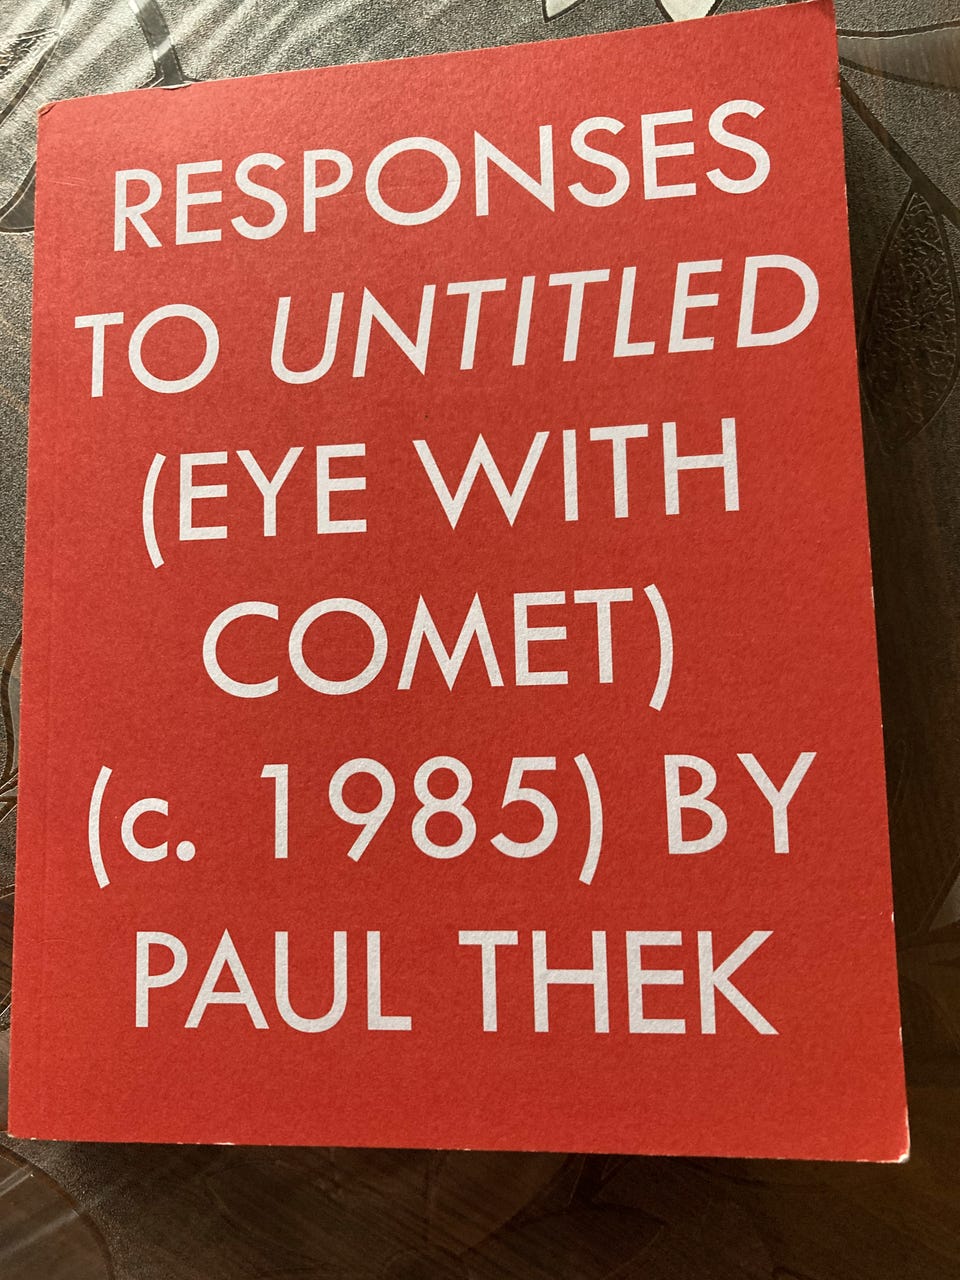 RESPONSES
TO UNTITLED
(EYE WITH
COMET)
(c. 1985) BY
PAUL THEK